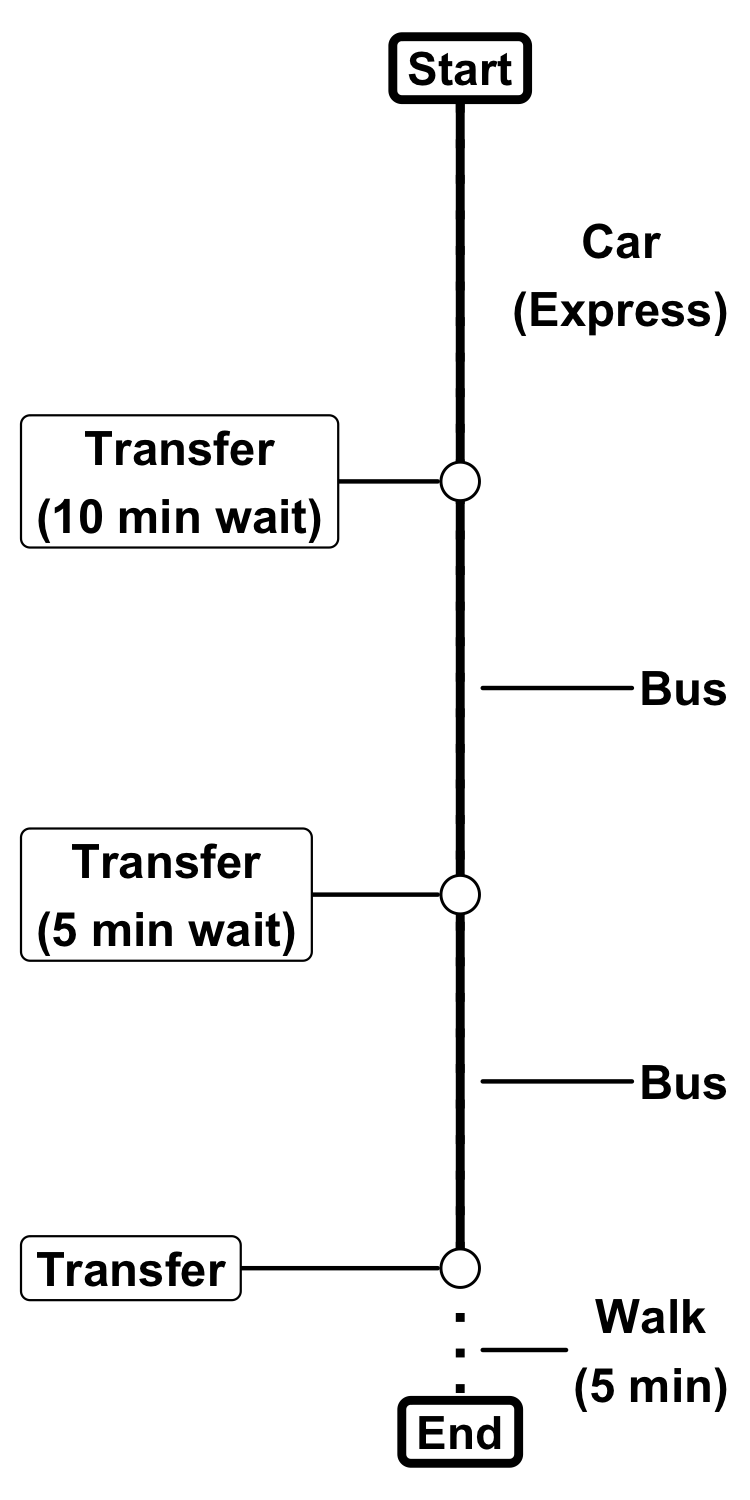 Start
Car
(Express)
Transfer
(10 min wait)
Bus
Transfer
(5 min wait)
Bus
Transfer
Walk
(5 min)
End